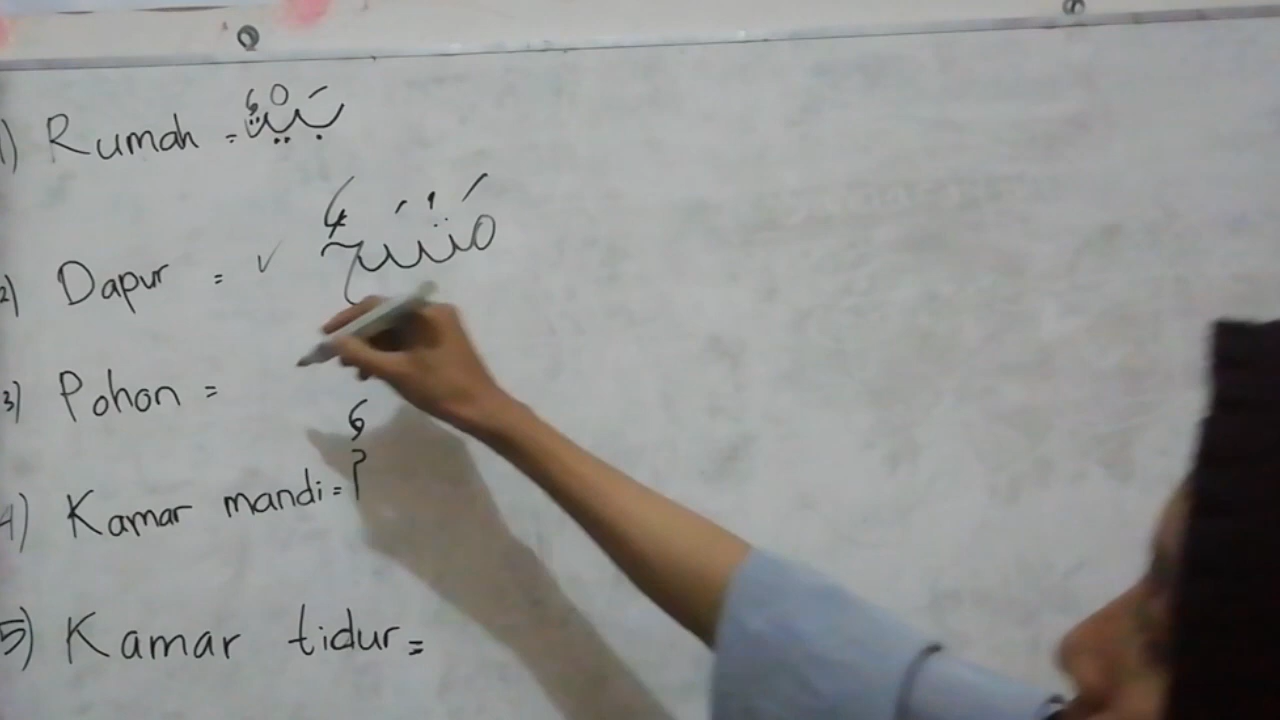 1) Rumah = بَيْتٌ
2) Dapur =
3) Pohon =
4) Kamar mandi =
5) Kamar tidur =